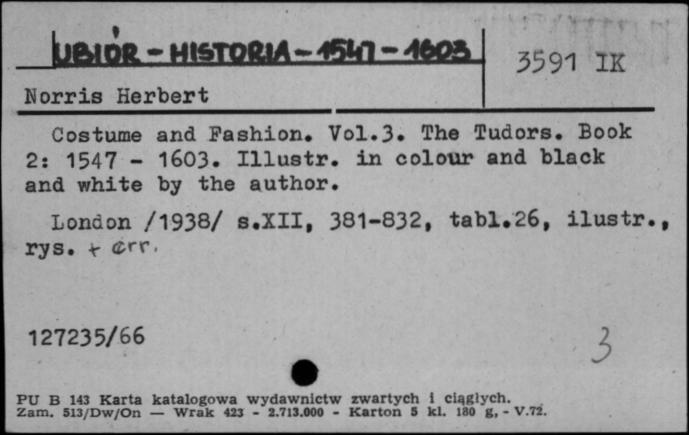 UBIÓR - HISTORIA - 1547 - 1603
3591 IK
Norris Herbert
Costume and Fashion. Vol.3. The Tudors. Book
2: 1547 - 1603. Illustr. in colour and black
and white by the author.
London /1938/ s.XII, 381-832, tabl.26, ilustr.,
rys. + err.
127235/66
3
PU B 143 Karta katalogowa wydawnictw zwartych i ciągłych.
Zam. 513/Dw/On — Wrak 423 - 2.713.000 - Karton 5 kl. 180 g, - V.72.